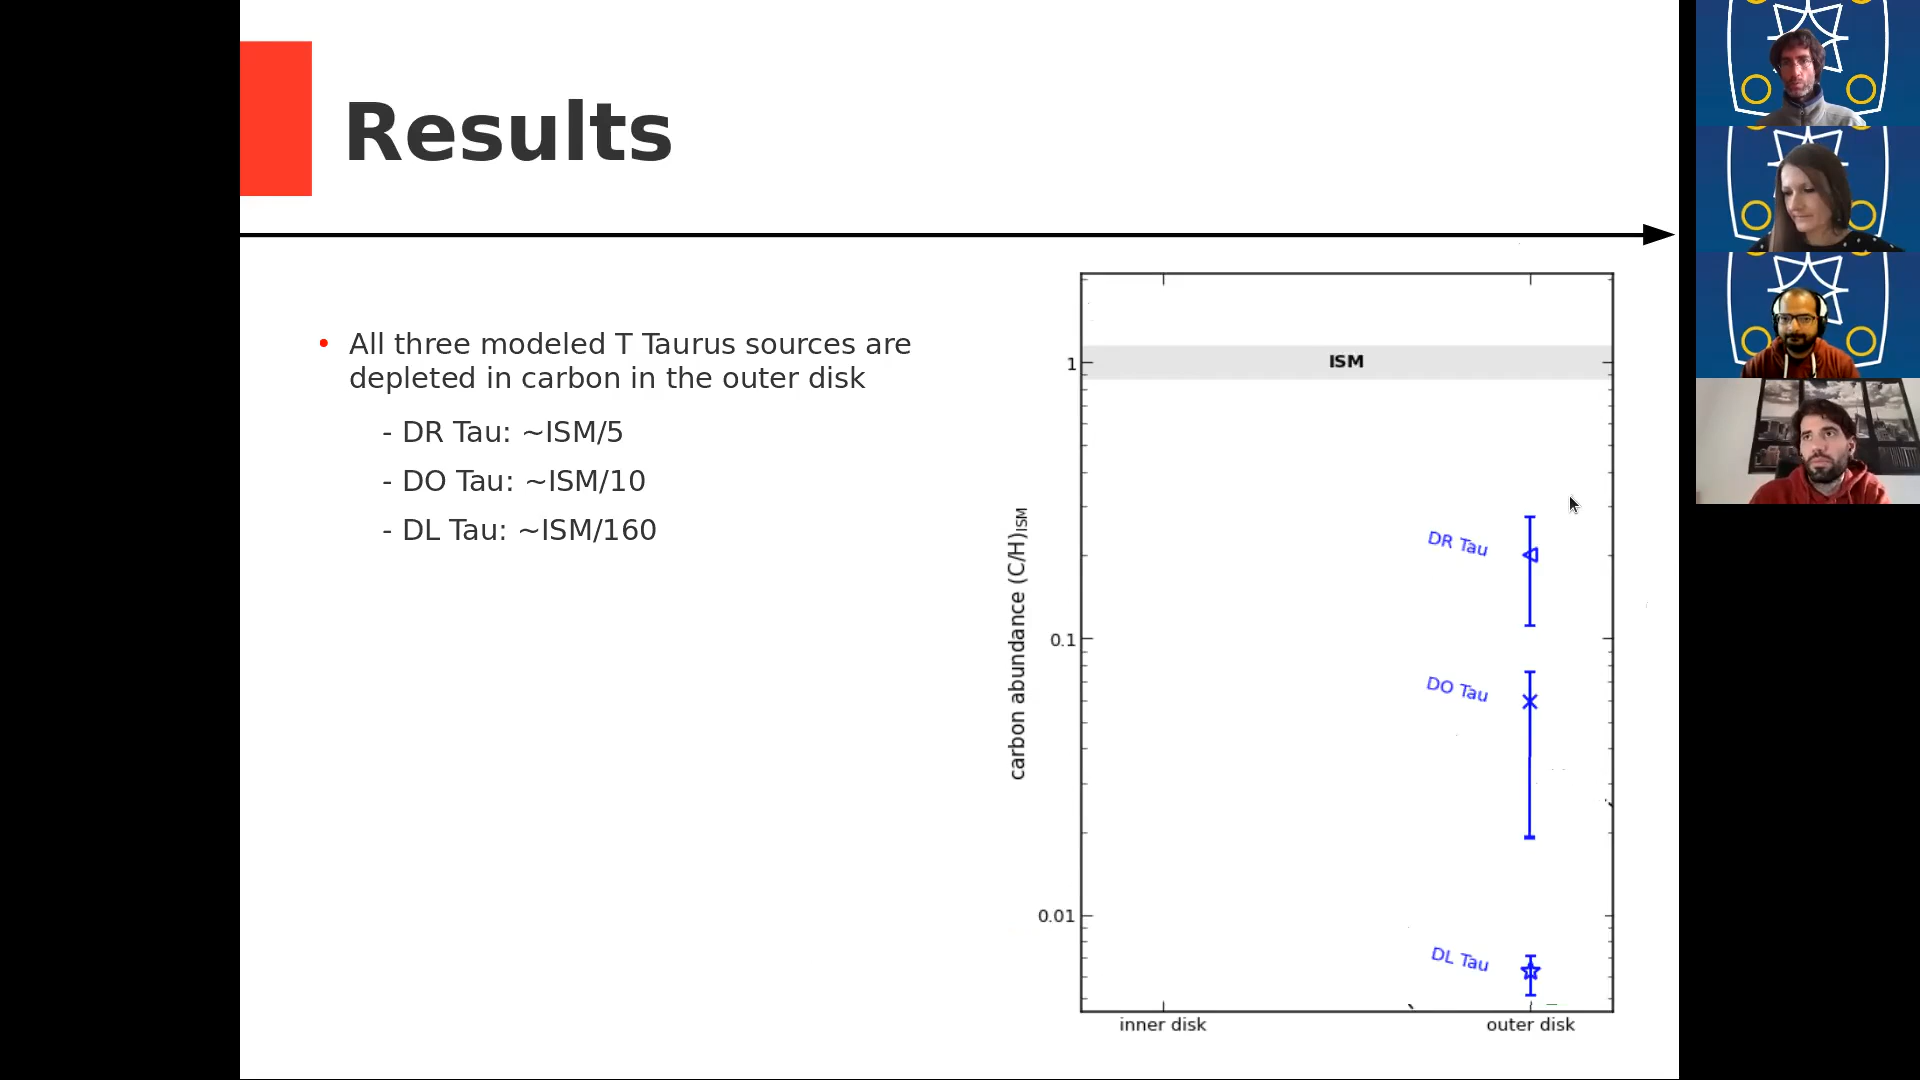 Results
• All three modeled T Taurus sources are
depleted in carbon in the outer disk
- DR Tau: ~ISM/5
- DO Tau: ~ISM/10
- DL Tau: ~ISM/160
carbon abundance (C/H)ISM
1
0.1
0.01
ISM
DR Tau
DO Tau
DL Tau
inner disk
outer disk